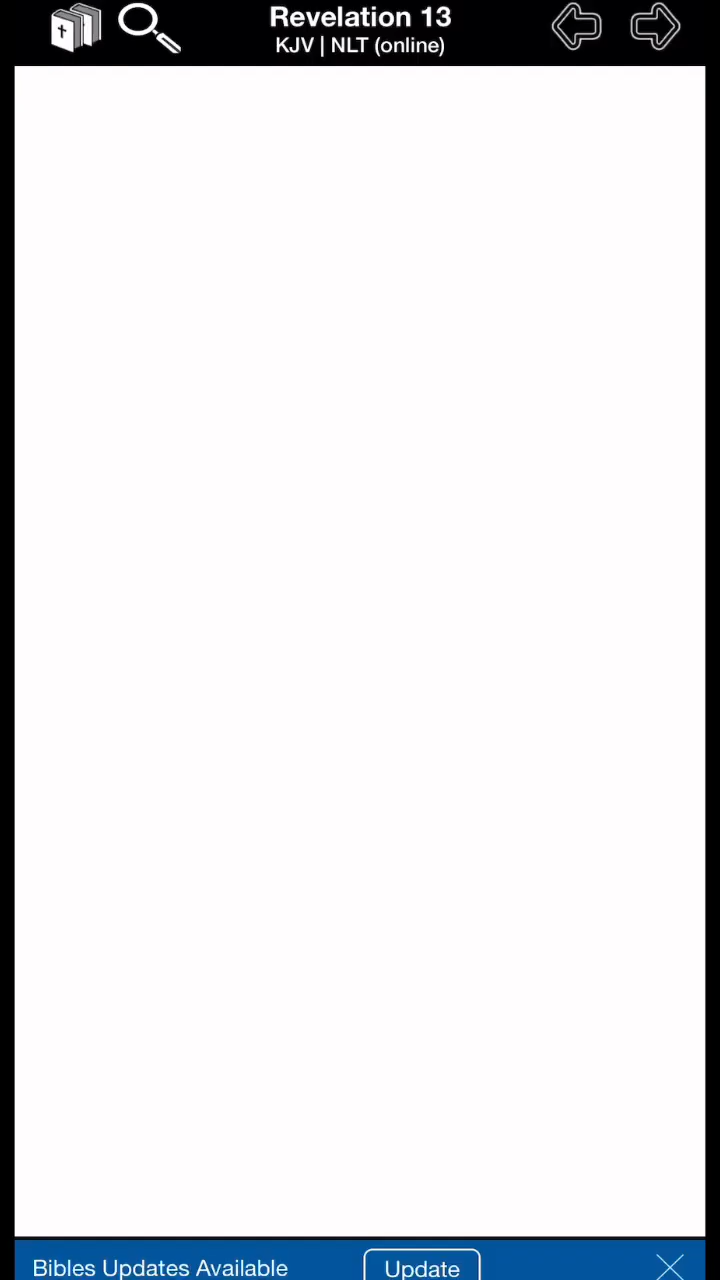 Revelation 13
KJV | NLT (online)
Bibles Updates Available
Update